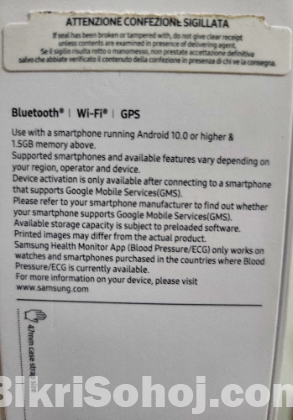 ATTENZIONE CONFEZIONE SIGILLATA
If seal has been broken or tampered with, do not give clear receipt
unless contents are examined in presence of delivering agent.
Se il sigillo risulta rotto o manomesso, non prestate accettazione definitiva
salvo che abbiate verificato il contenuto della confezione in presenza di chi ve la consegna.
Bluetooth® | Wi-Fi® | GPS
Use with a smartphone running Android 10.0 or higher &
1.5GB memory above.
Supported smartphones and available features vary depending on
your region, operator and device.
Device activation is only available after connecting to a smartphone
that supports Google Mobile Services(GMS).
Please refer to your smartphone manufacturer to find out whether
your smartphone supports Google Mobile Services(GMS).
Available storage capacity is subject to preloaded software.
Printed images may differ from the actual product.
Samsung Health Monitor App (Blood Pressure/ECG) only works on
watches and smartphones purchased in the countries where Blood
Pressure/ECG is currently available.
For more information on your device, please visit
www.samsung.com
47mm case strap size
BikriSohoj.com